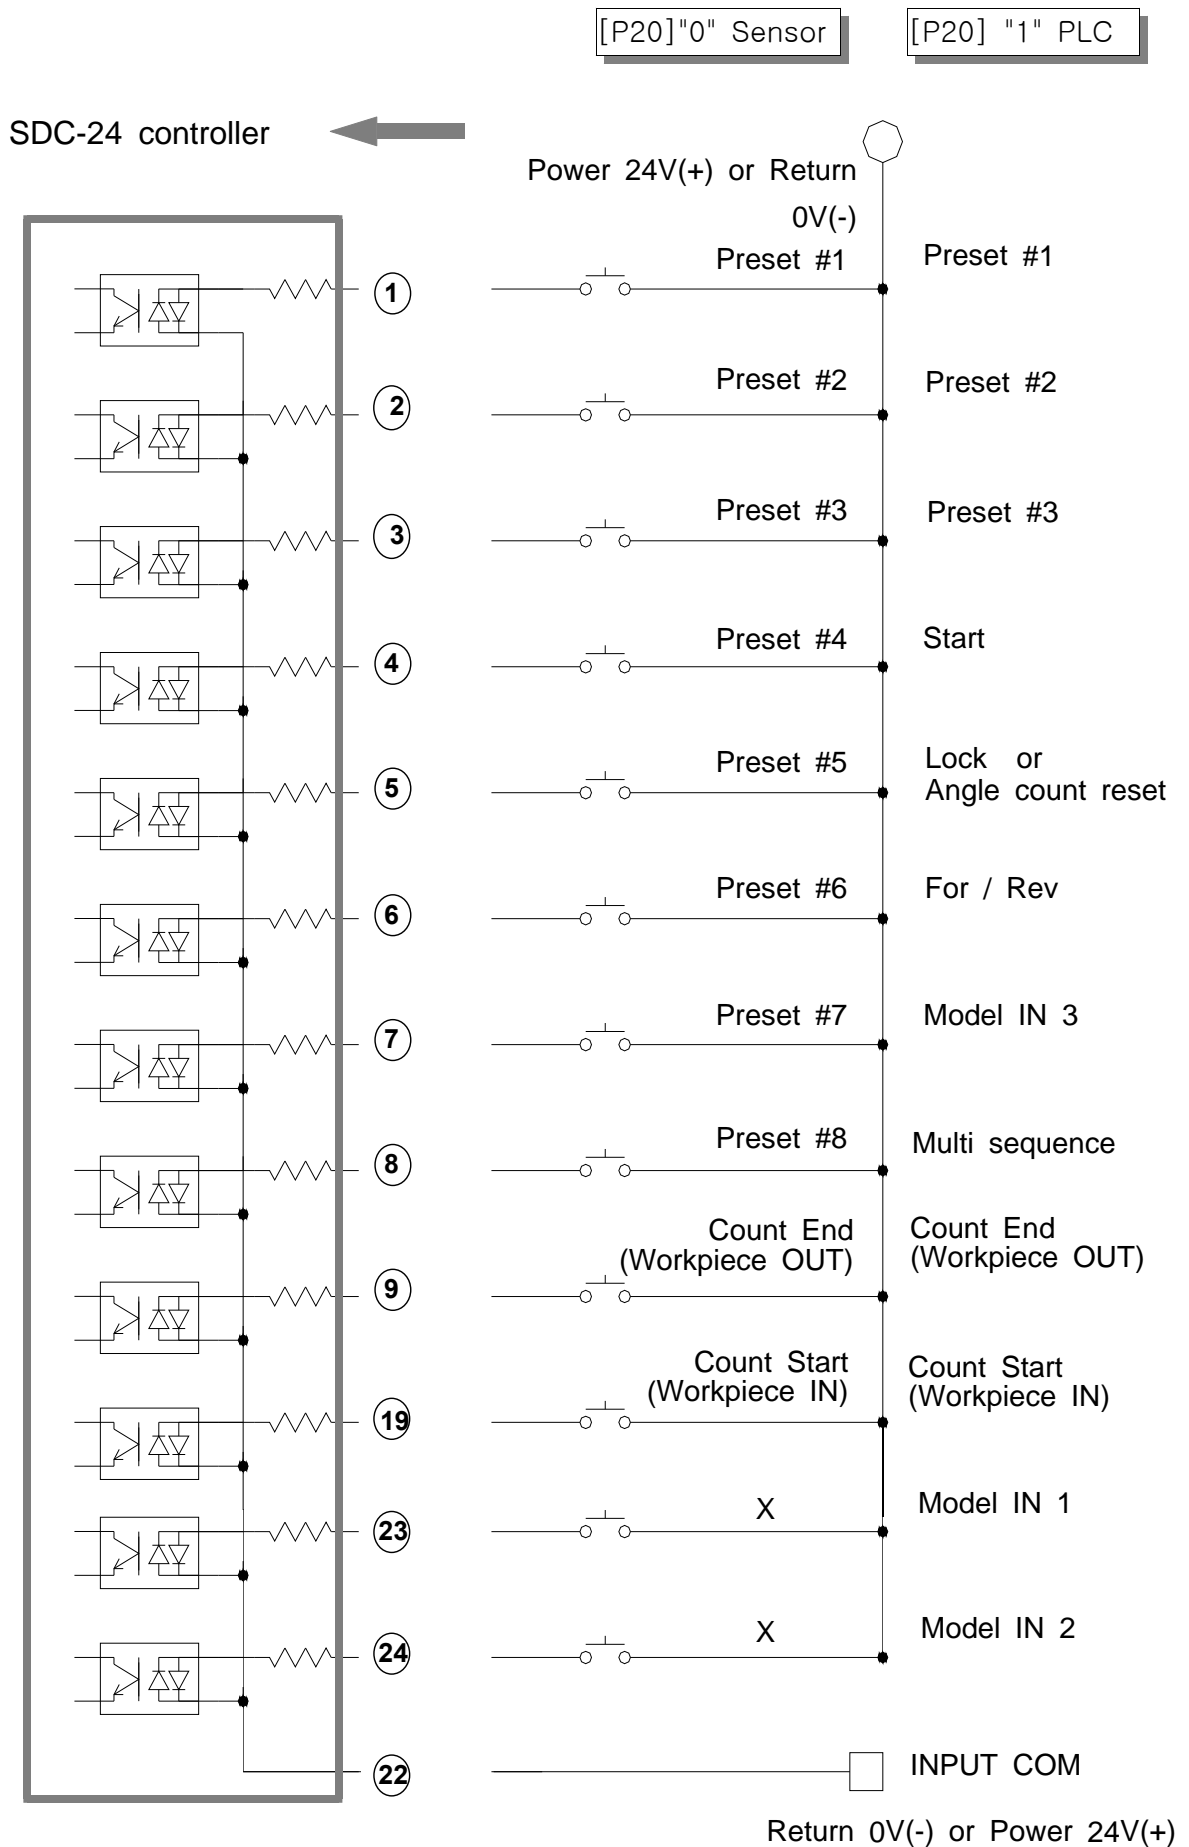 [P20]"0" Sensor
[P20] "1" PLC
SDC-24 controller
Power 24V(+) or Return
0V(-)
1
Preset #1
Preset #1
2
Preset #2
Preset #2
3
Preset #3
Preset #3
4
Preset #4
Start
5
Preset #5
Lock or
Angle count reset
6
Preset #6
For / Rev
7
Preset #7
Model IN 3
8
Preset #8
Multi sequence
9
Count End
(Workpiece OUT)
Count End
(Workpiece OUT)
19
Count Start
(Workpiece IN)
Count Start
(Workpiece IN)
23
X
Model IN 1
24
X
Model IN 2
22
INPUT COM
Return 0V(-) or Power 24V(+)